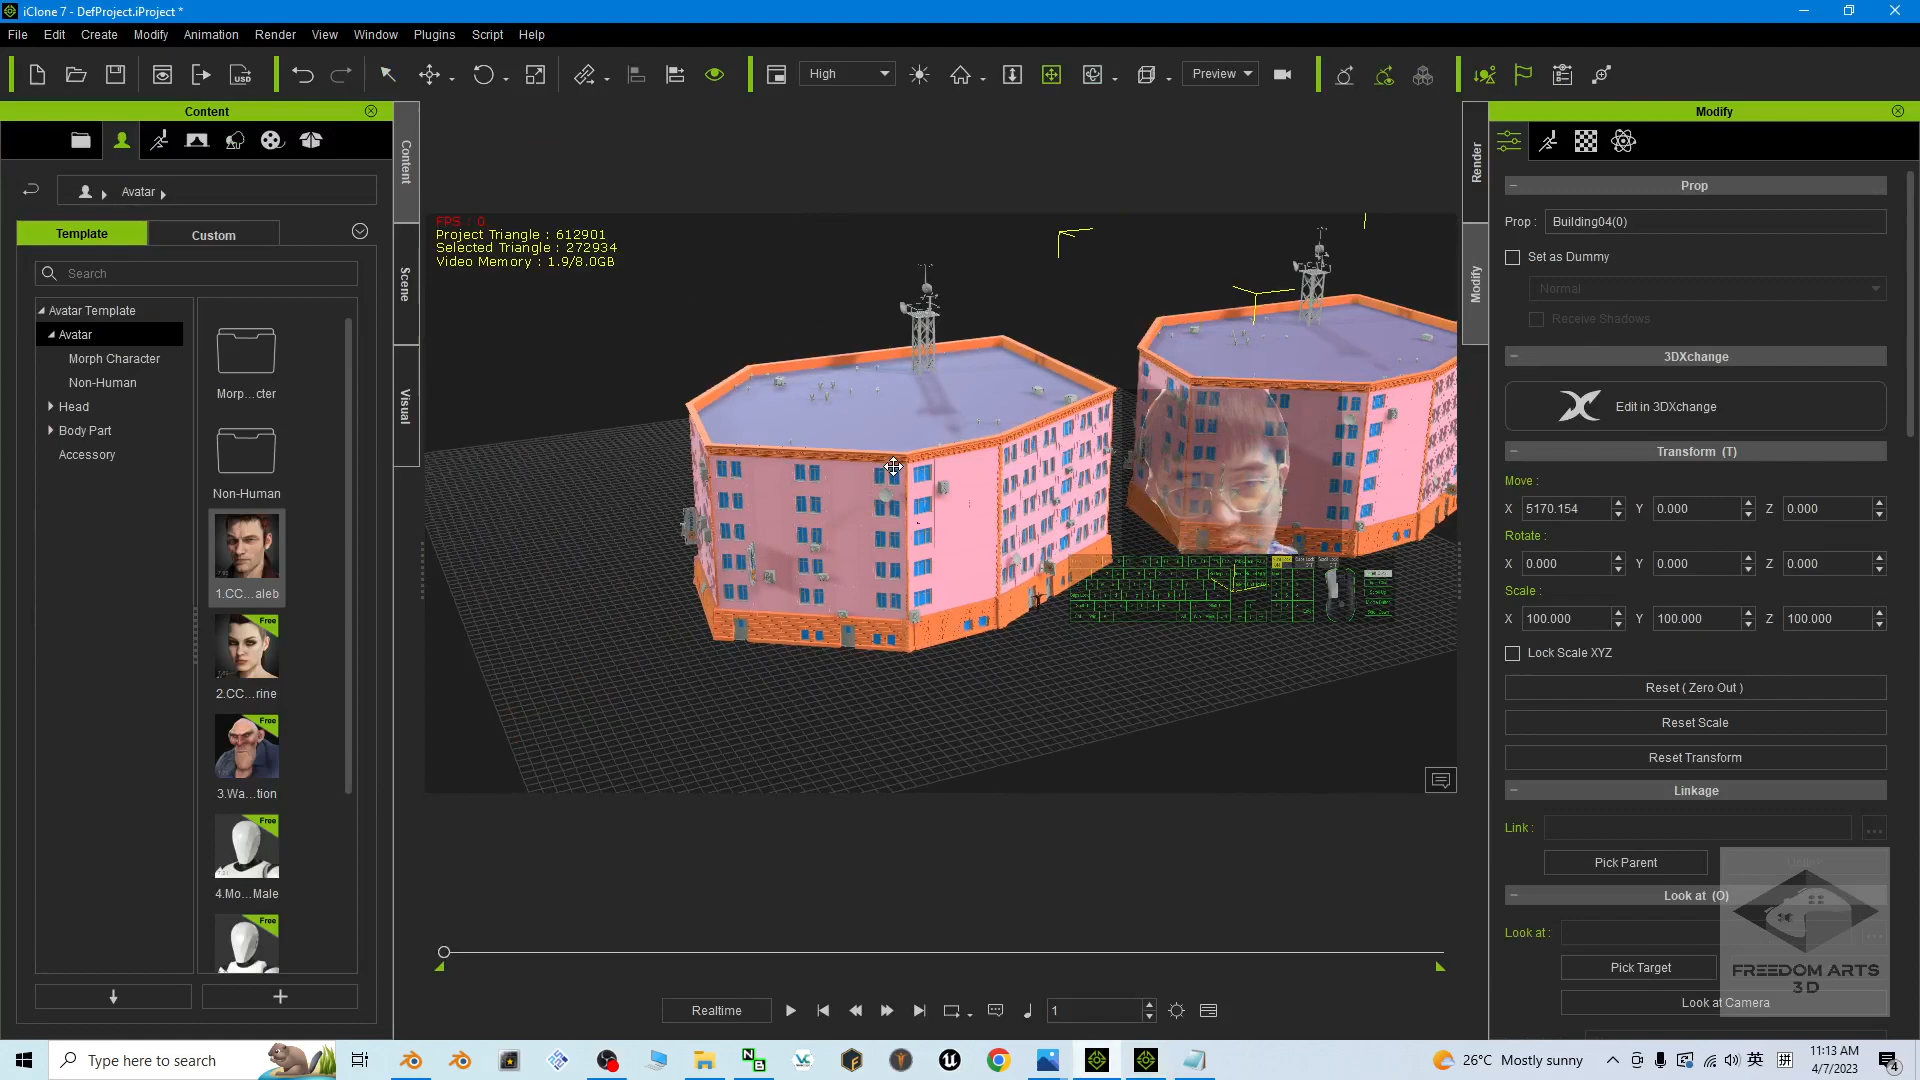 iClone 7 - DefProject.iProject *
File Edit Create Modify Animation Render View Window Plugins Script Help
High
Preview
Content
Modify
Avatar
Template Custom
Search
Avatar Template
Avatar
Morph Character
Non-Human
Head
Body Part
Accessory
Morp...cter
Non-Human
1.CC...aleb
Free
2.CC...rine
Free
3.Wa...tion
Free
4.Mo...Male
Free
Content
Scene
Visual
FPS : 0
Project Triangle : 612901
Selected Triangle : 272934
Video Memory : 1.9/8.0GB
Render
Modify
Prop
Prop : Building04(0)
Set as Dummy
Normal
Receive Shadows
3DXchange
Edit in 3DXchange
Transform (T)
Move :
X 5170.154 Y 0.000 Z 0.000
Rotate :
X 0.000 Y 0.000 Z 0.000
Scale :
X 100.000 Y 100.000 Z 100.000
Lock Scale XYZ
Reset ( Zero Out )
Reset Scale
Reset Transform
Linkage
Link :
Pick Parent
Look at (O)
Look at :
Pick Target
Look at Camera
FREEDOM ARTS
3D
Realtime
1
Type here to search
26°C Mostly sunny
英
拼
11:13 AM
4/7/2023
4